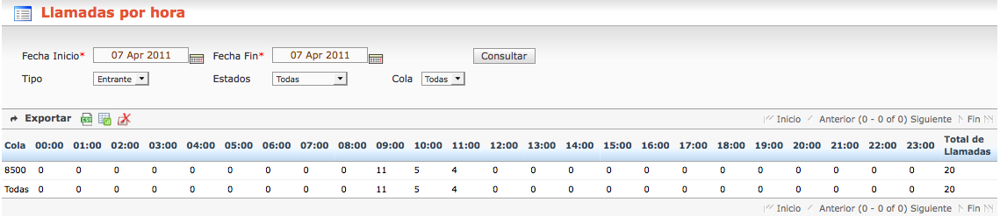 Llamadas por hora
Fecha Inicio* 07 Apr 2011 Fecha Fin* 07 Apr 2011 Consultar
Tipo Entrante Estados Todas Cola Todas
Exportar CSV Inicio Anterior (0 - 0 of 0) Siguiente Fin
Cola 00:00 01:00 02:00 03:00 04:00 05:00 06:00 07:00 08:00 09:00 10:00 11:00 12:00 13:00 14:00 15:00 16:00 17:00 18:00 19:00 20:00 21:00 22:00 23:00 Total de Llamadas
8500 0 0 0 0 0 0 0 0 0 11 5 4 0 0 0 0 0 0 0 0 0 0 0 0 20
Todas 0 0 0 0 0 0 0 0 0 11 5 4 0 0 0 0 0 0 0 0 0 0 0 0 20
Inicio Anterior (0 - 0 of 0) Siguiente Fin